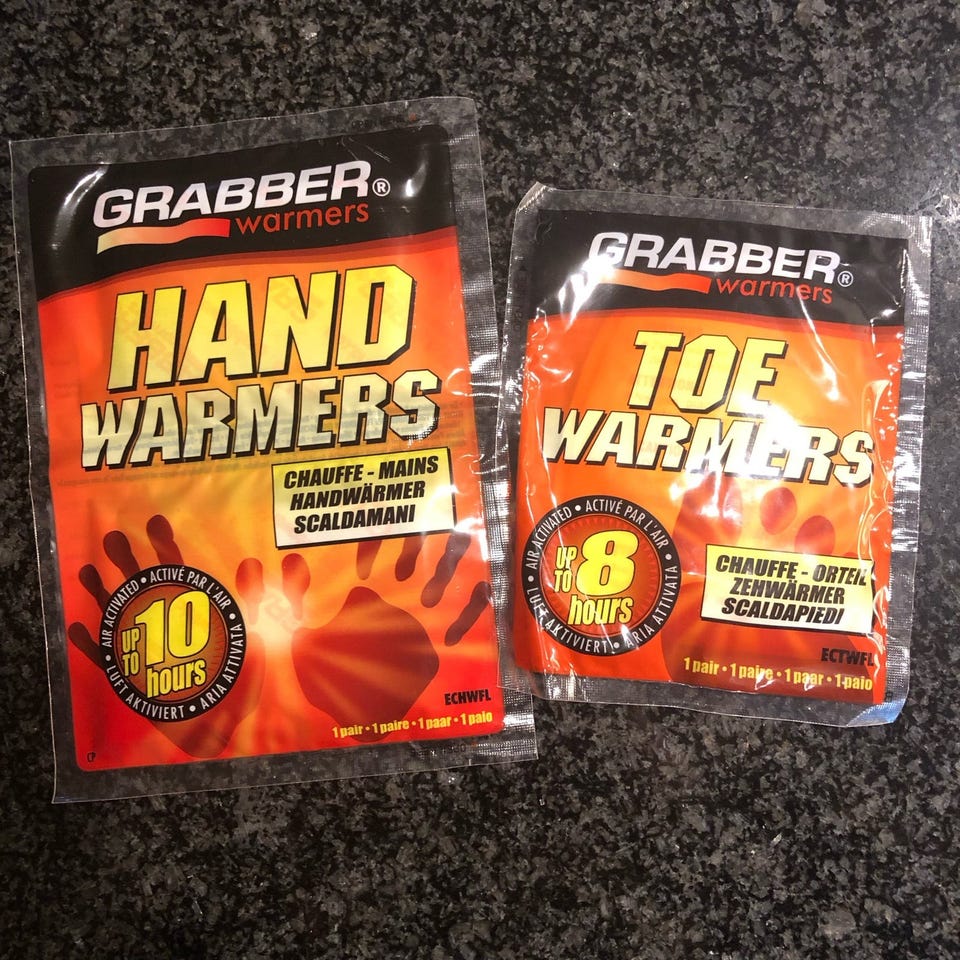 GRABBER®
warmers
HAND
WARMERS
CHAUFFE - MAINS
HANDWÄRMER
SCALDAMANI
AIR ACTIVATED • ACTIVÉ PAR L'AIR • ARIA ATTIVATA • LUFT AKTIVIERT •
UP TO 10 hours
ECHWFL
1 pair • 1 paire • 1 paar • 1 paio
CP
GRABBER®
warmers
TOE
WARMERS
AIR ACTIVATED • ACTIVÉ PAR L'AIR • ARIA ATTIVATA • LUFT AKTIVIERT •
UP TO 8 hours
CHAUFFE - ORTEIL
ZEHWÄRMER
SCALDAPIEDI
ECTWFL
1 pair • 1 paire • 1 paar • 1 paio